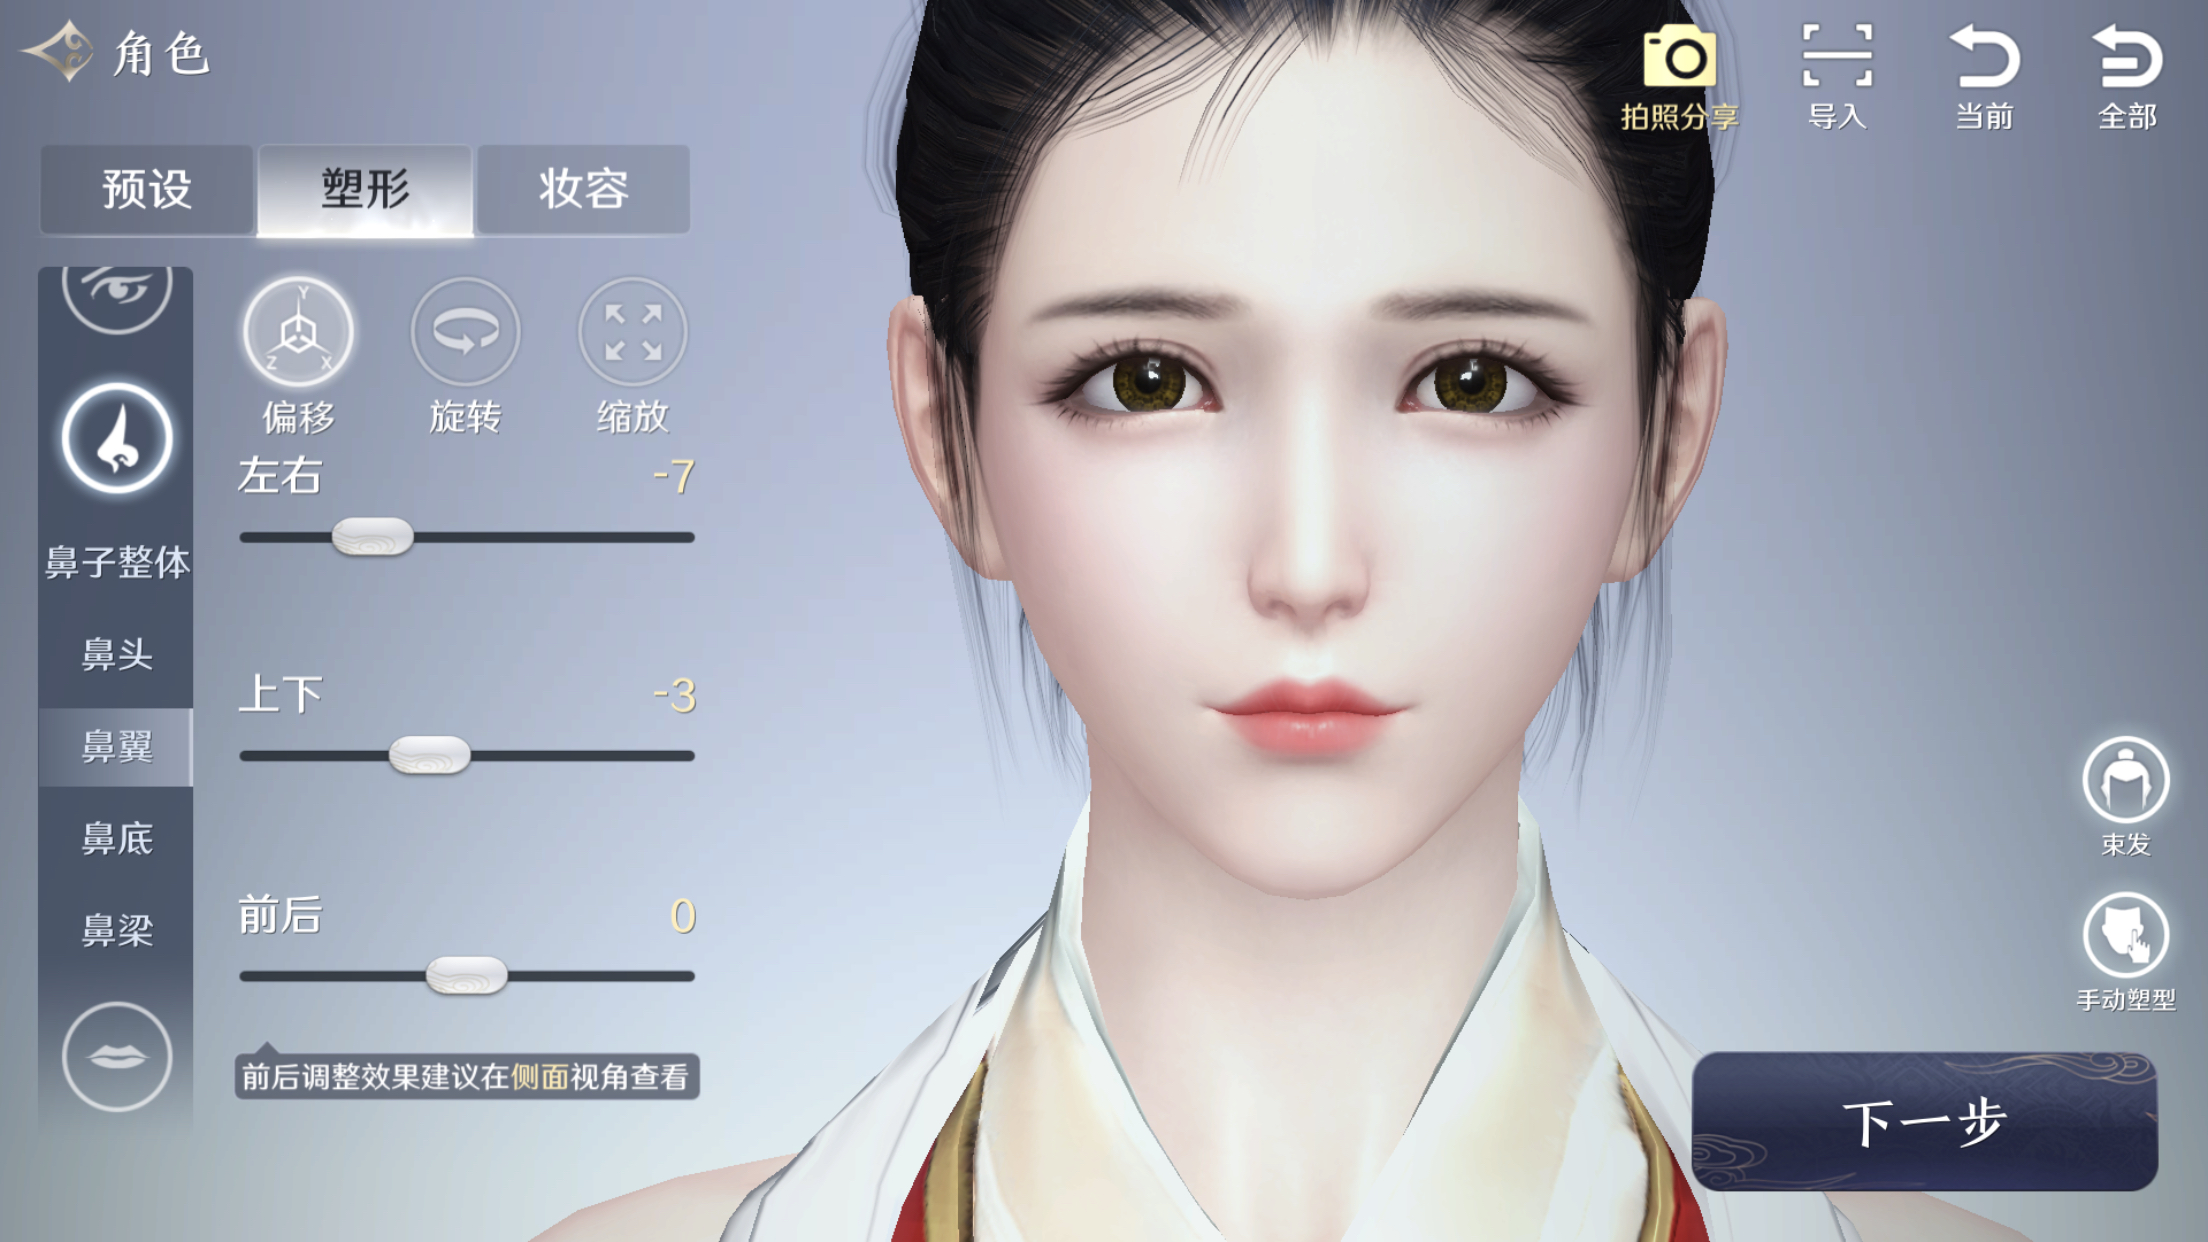 角色
拍照分享
导入
当前
全部
预设
塑形
妆容
Y
Z
X
偏移
旋转
缩放
左右
-7
鼻子整体
鼻头
上下
-3
鼻翼
鼻底
前后
0
鼻梁
前后调整效果建议在侧面视角查看
束发
手动塑型
下一步